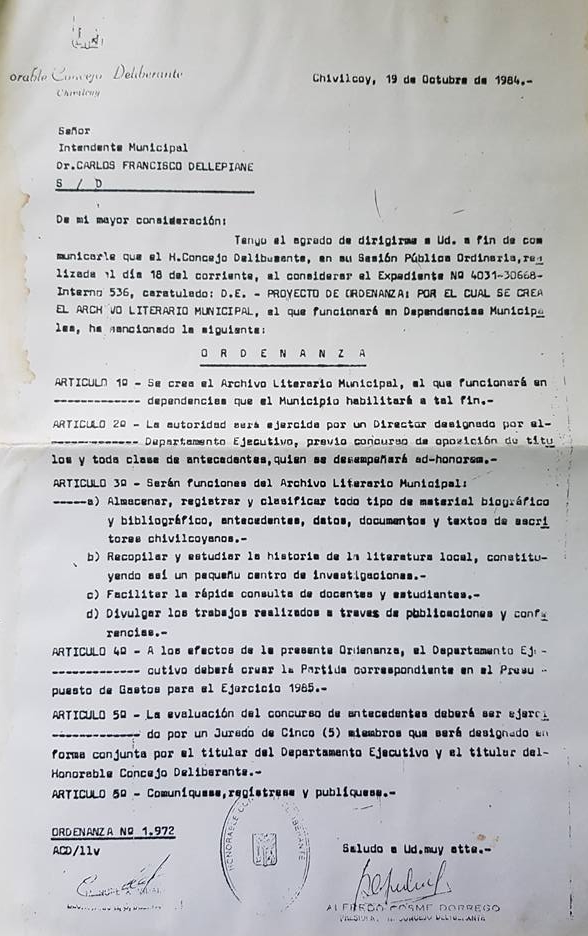 Honorable Concejo Deliberante
Chivilcoy
Chivilcoy, 19 de Octubre de 1984.-
Señor
Intendente Municipal
Dr.CARLOS FRANCISCO DELLEPIANE
S / D
De mi mayor consideración:
Tengo el agrado de dirigirme a Ud. a fin de com
municarle que el H.Concejo Deliberante, en su Sesión Pública Ordinaria,rea
lizada el día 18 del corriente, al considerar el Expediente Nº 4031-30668-
Interno 536, caratulado: D.E. - PROYECTO DE ORDENANZA: POR EL CUAL SE CREA
EL ARCHIVO LITERARIO MUNICIPAL, el que funcionará en Dependencias Municipa
les, ha sancionado la siguiente:
O R D E N A N Z A
ARTICULO 1º - Se crea el Archivo Literario Municipal, el que funcionará en
------------- dependencias que el Municipio habilitará a tal fin.-
ARTICULO 2º - La autoridad será ejercida por un Director designado por el-
------------- Departamento Ejecutivo, previo concurso de oposición de títu
los y toda clase de antecedentes,quien se desempeñará ad-honorem.-
ARTICULO 3º - Serán funciones del Archivo Literario Municipal:
-----a) Almacenar, registrar y clasificar todo tipo de material biográfico
y bibliográfico, antecedentes, datos, documentos y textos de escri
tores chivilcoyanos.-
b) Recopilar y estudiar la historia de la literatura local, constitu-
yendo así un pequeño centro de investigaciones.-
c) Facilitar la rápida consulta de docentes y estudiantes.-
d) Divulgar los trabajos realizados a traves de publicaciones y confe
rencias.-
ARTICULO 4º - A los efectos de la presente Ordenanza, el Departamento Eje
------------- cutivo deberá crear la Partida correspondiente en el Presu -
puesto de Gastos para el Ejercicio 1985.-
ARTICULO 5º - La evaluación del concurso de antecedentes deberá ser ejerci
------------- do por un Jurado de Cinco (5) miembros que será designado en
forma conjunta por el titular del Departamento Ejecutivo y el titular del-
Honorable Concejo Deliberante.-
ARTICULO 5º - Comuníquese,regístrese y publíquese.-
ORDENANZA Nº 1.972
ACD/llv
Saludo a Ud.muy atte.-
HONORABLE CONCEJO DELIBERANTE
ALFREDO COSME DORREGO
PRESIDENTE H. CONCEJO DELIBERANTE